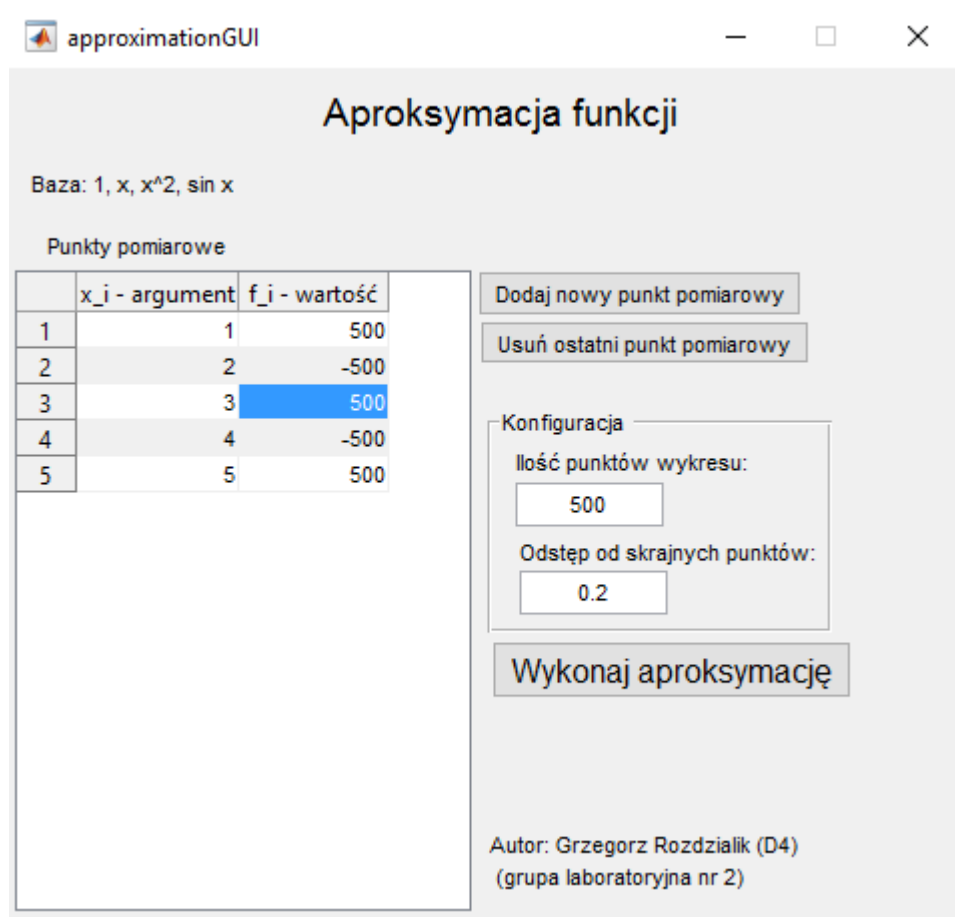 approximationGUI
Aproksymacja funkcji
Baza: 1, x, x^2, sin x
Punkty pomiarowe
x_i - argument f_i - wartość
1 1 500
2 2 -500
3 3 500
4 4 -500
5 5 500
Dodaj nowy punkt pomiarowy
Usuń ostatni punkt pomiarowy
Konfiguracja
Ilość punktów wykresu:
500
Odstęp od skrajnych punktów:
0.2
Wykonaj aproksymację
Autor: Grzegorz Rozdzialik (D4)
(grupa laboratoryjna nr 2)